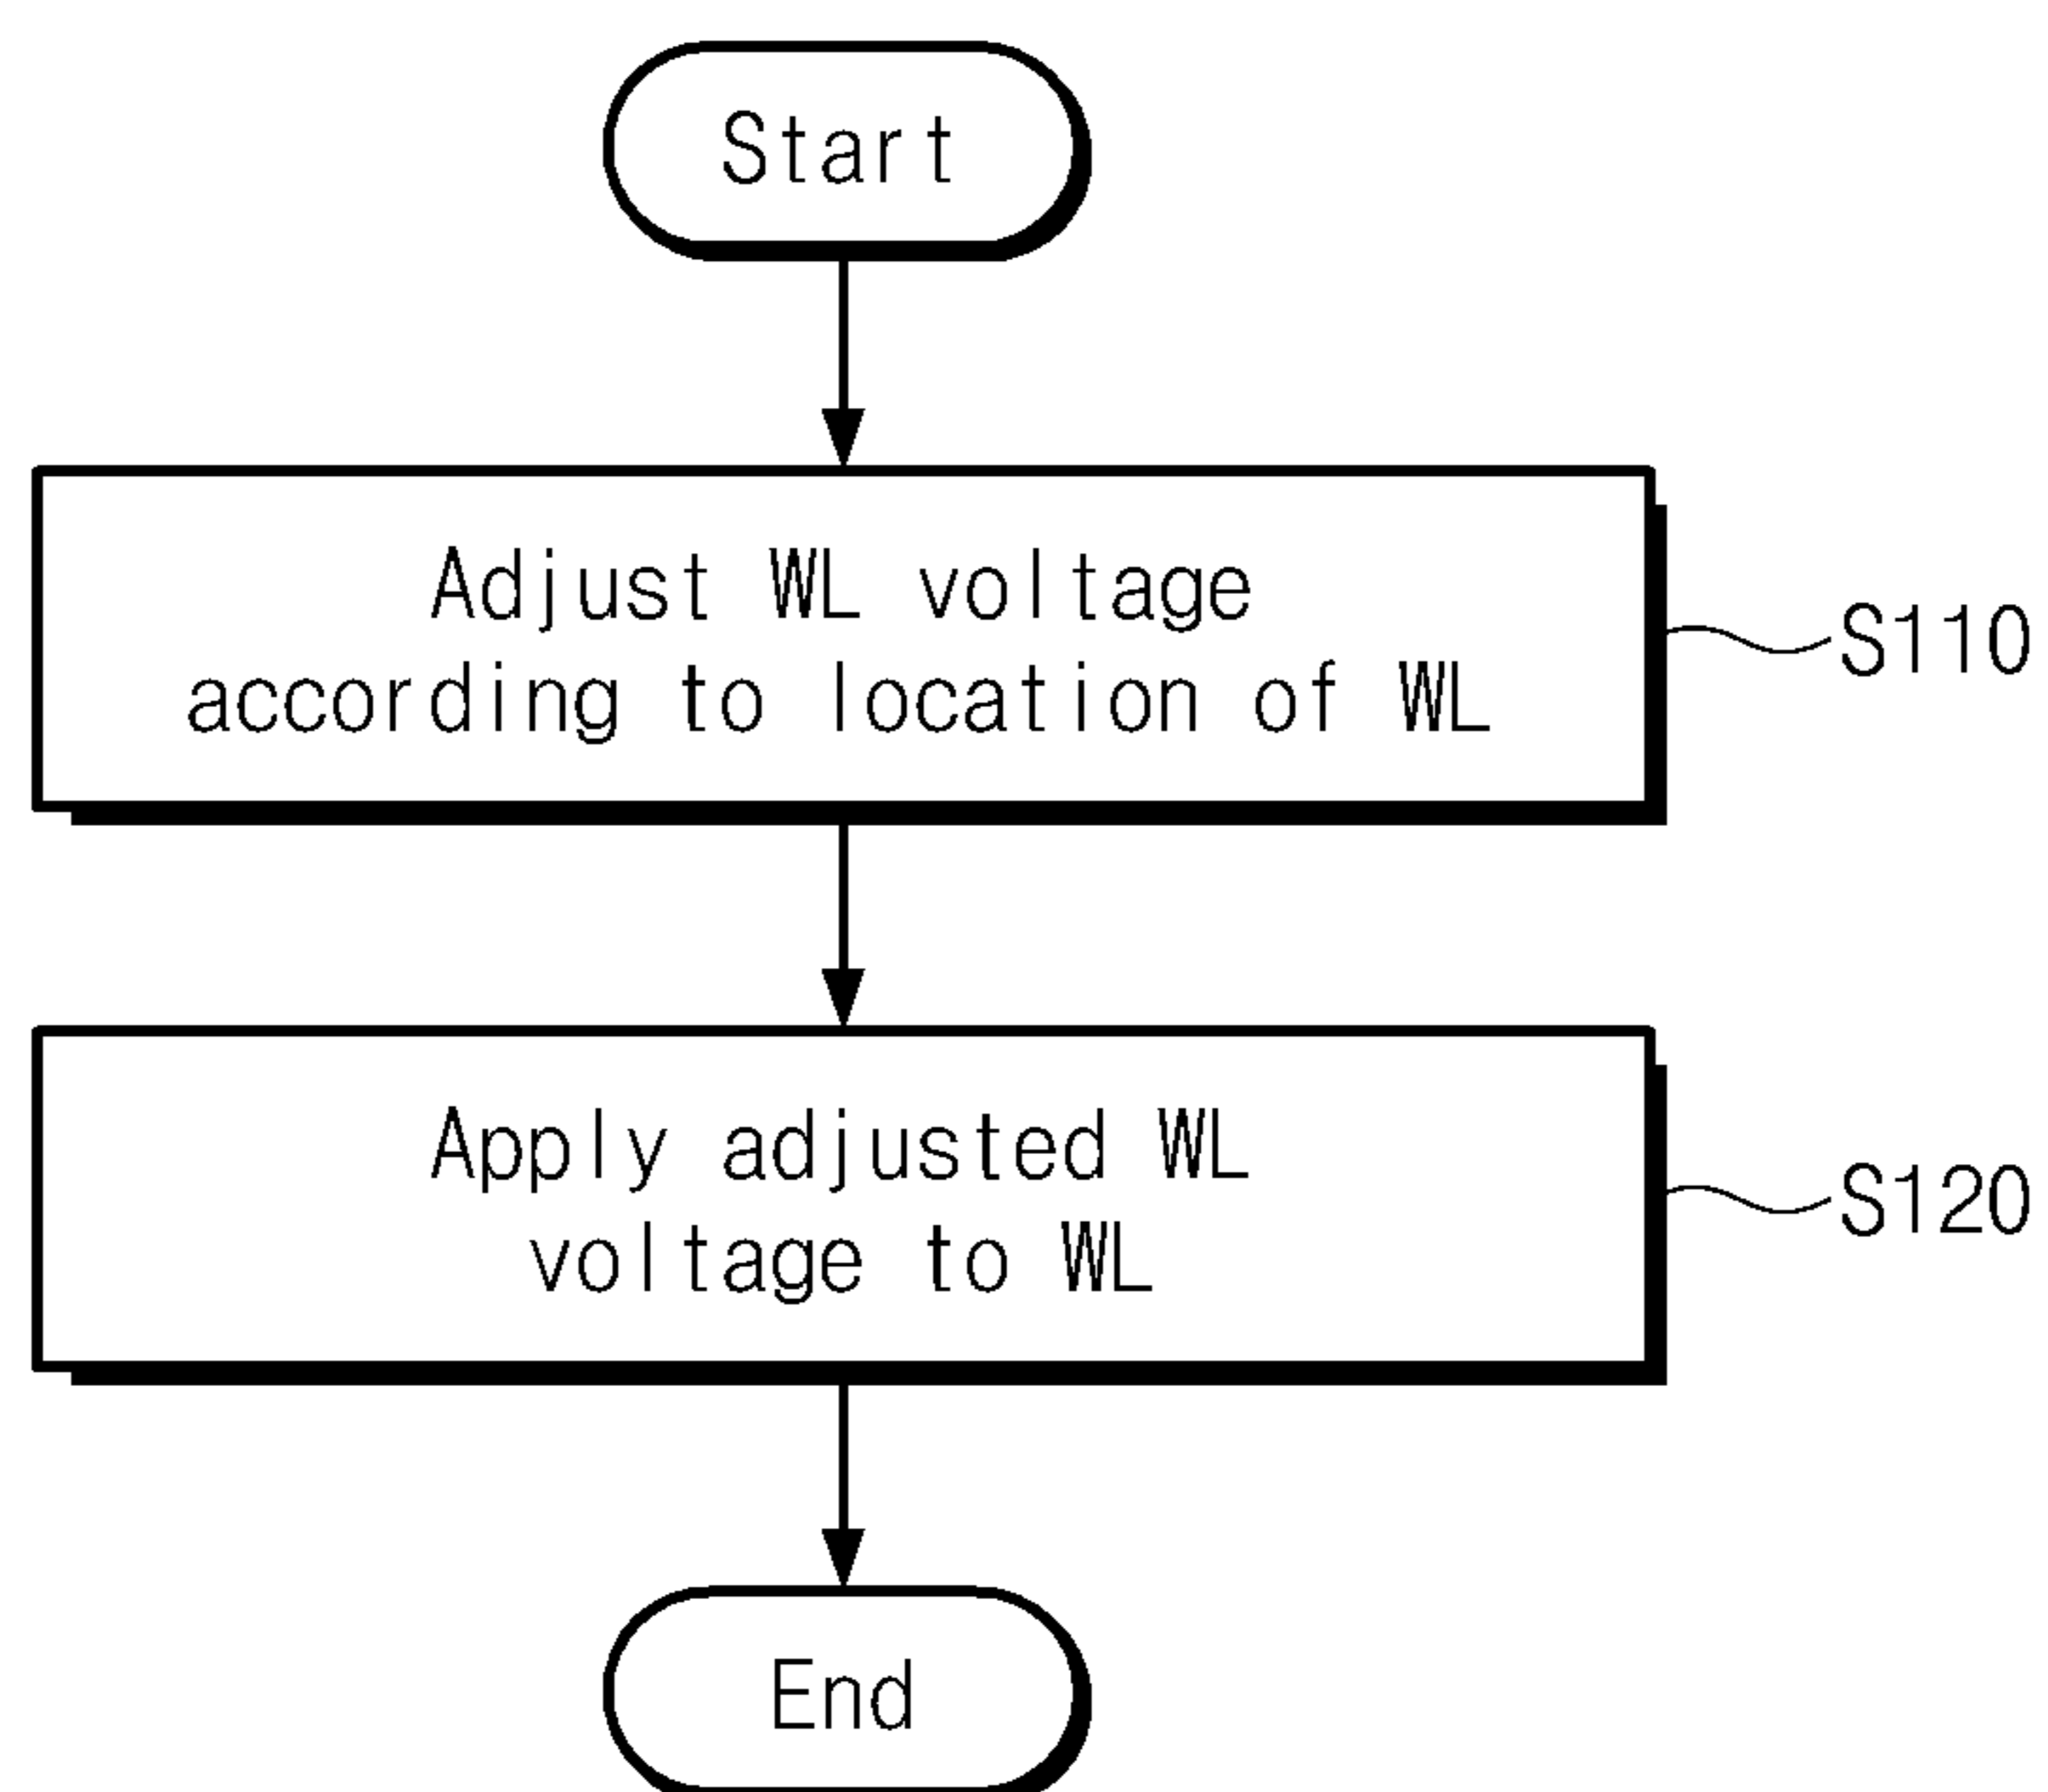 Start
Adjust WL voltage
according to location of WL
S110
Apply adjusted WL
voltage to WL
S120
End